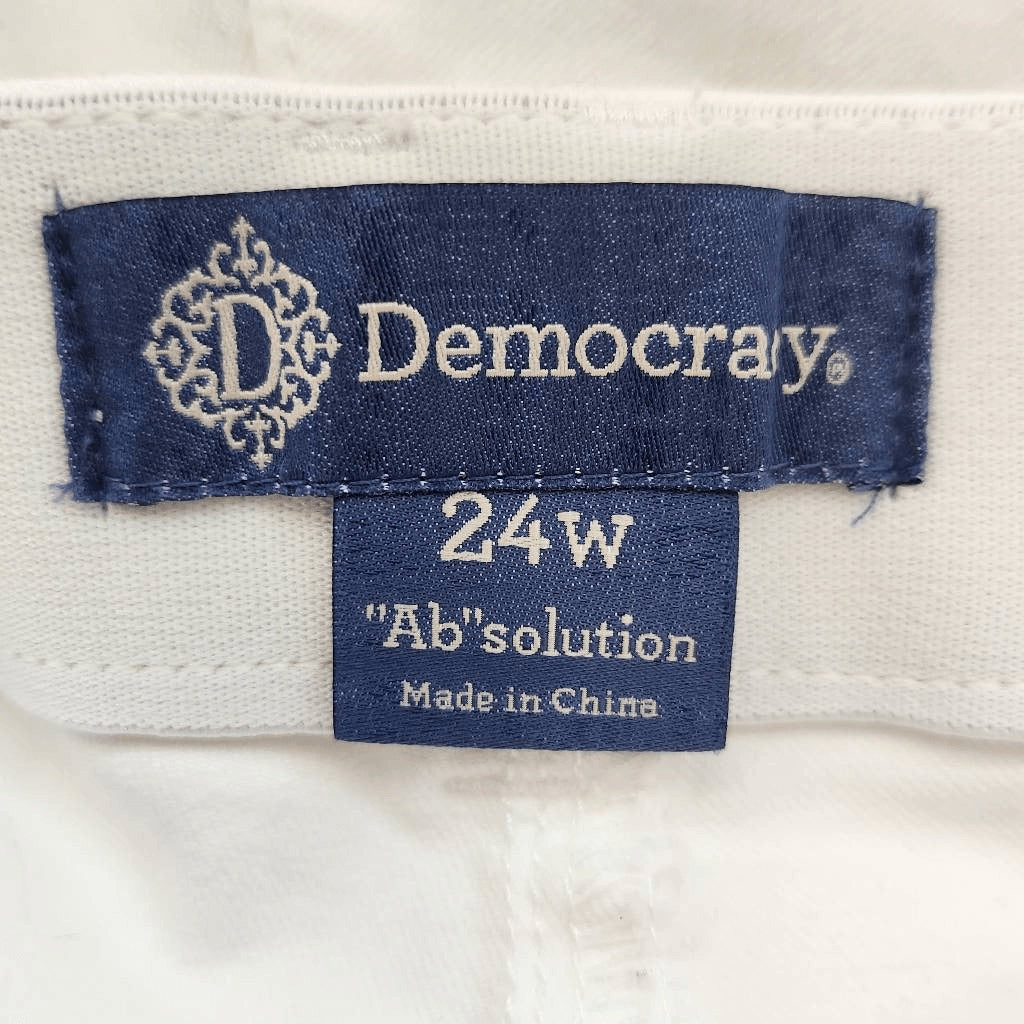 D Democracy®
24W
"Ab"solution
Made in China